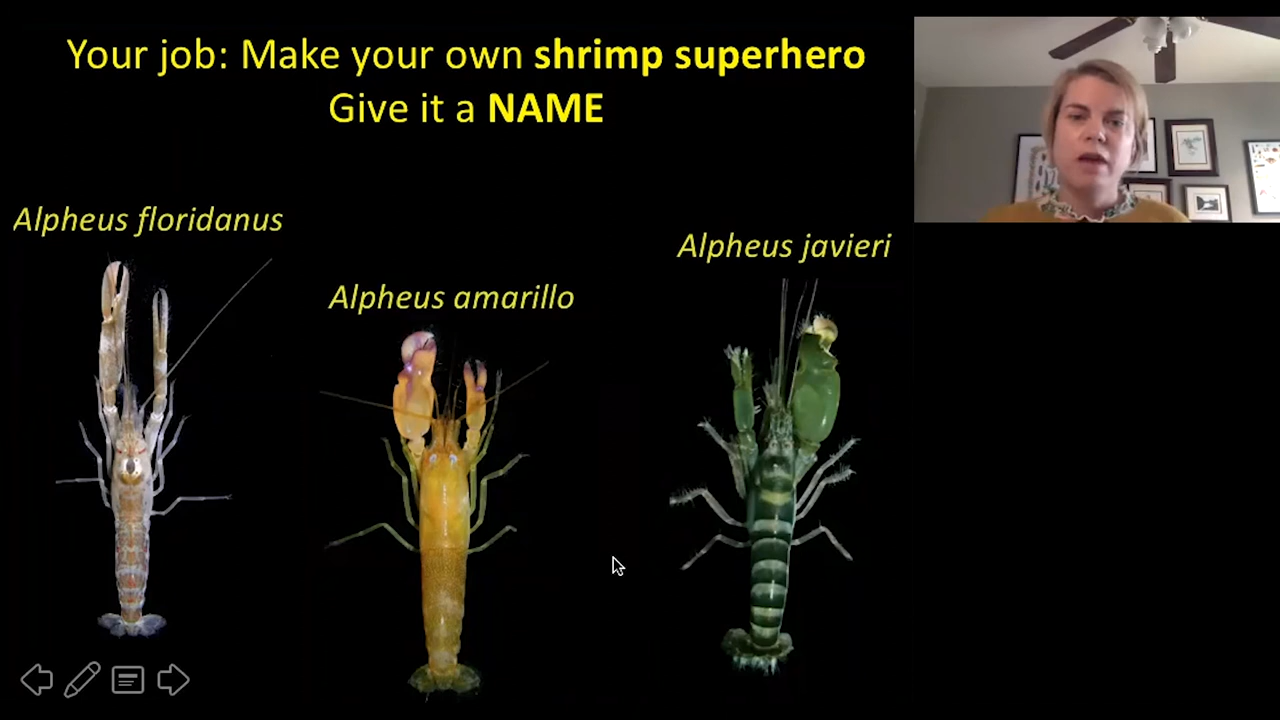 Your job: Make your own shrimp superhero
Give it a NAME
Alpheus floridanus
Alpheus amarillo
Alpheus javieri